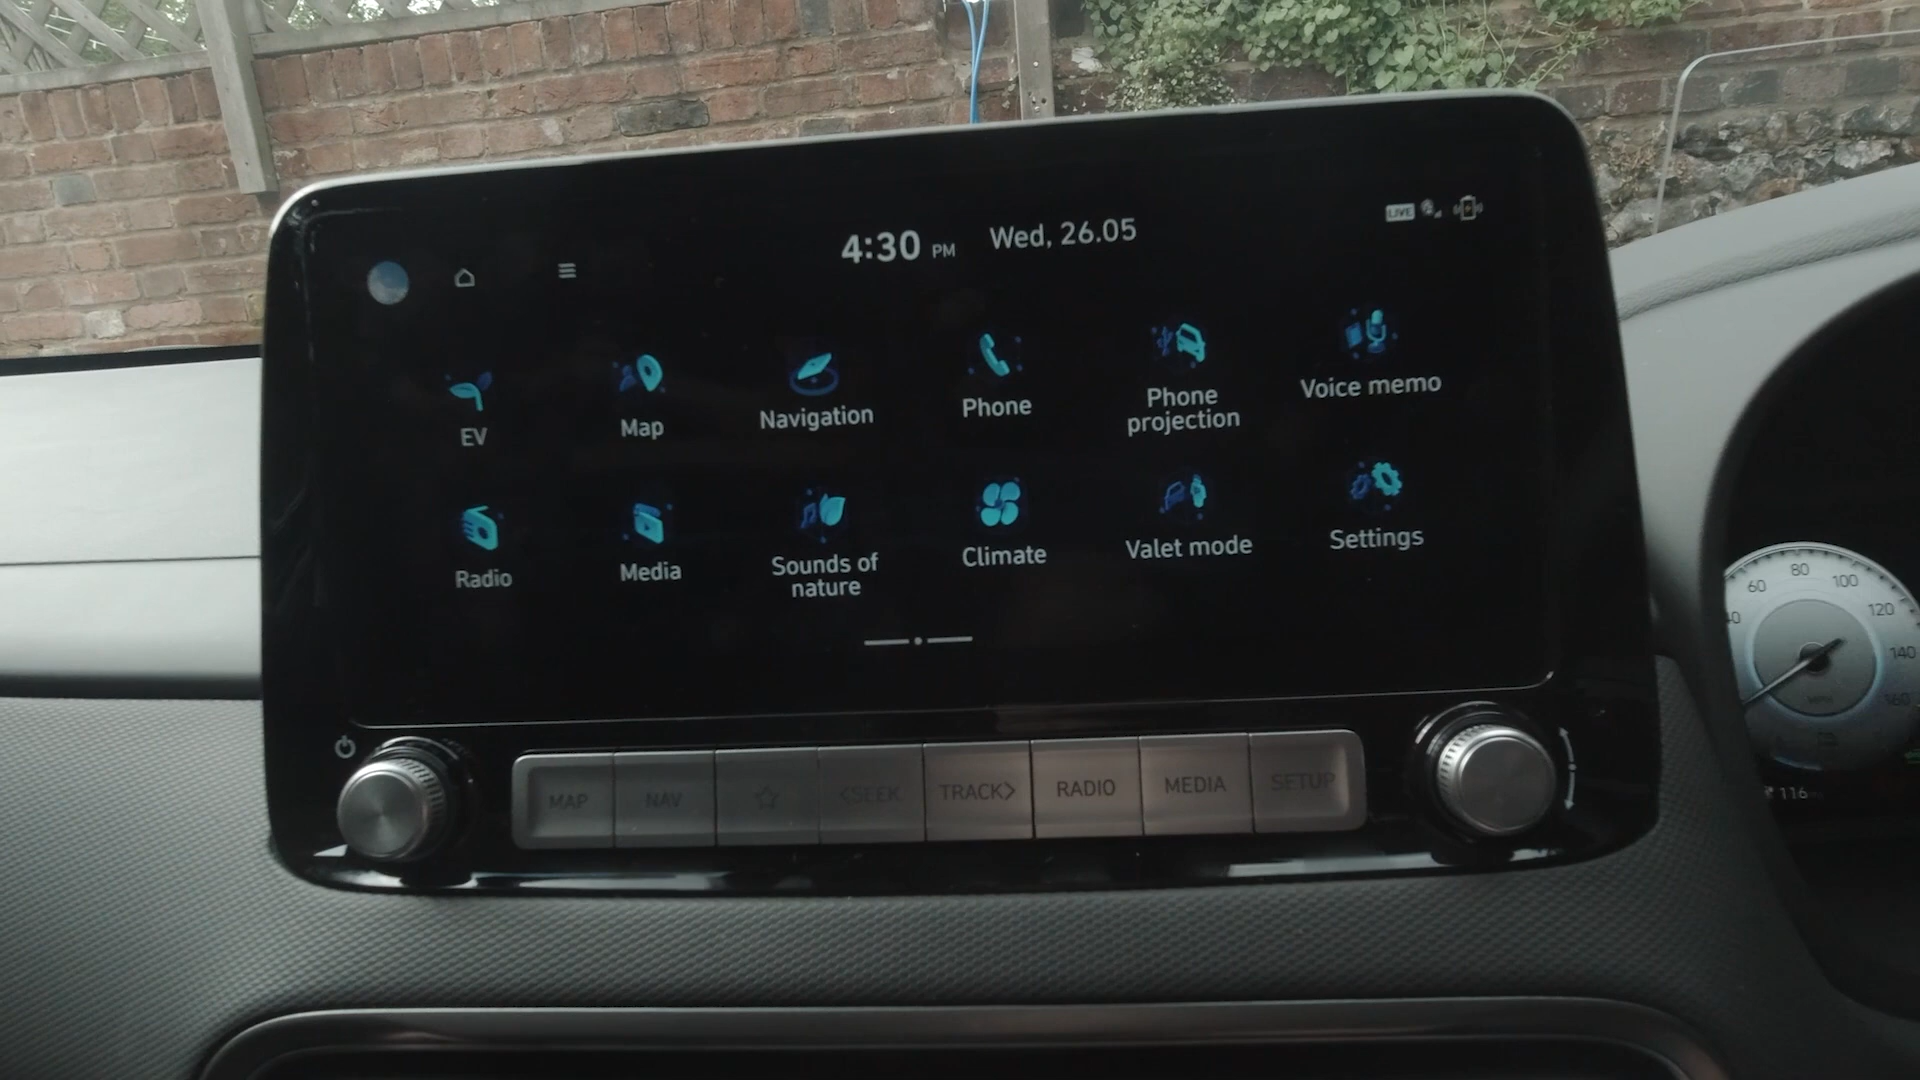 4:30 PM Wed, 26.05
LIVE
EV
Map
Navigation
Phone
Phone
projection
Voice memo
Radio
Media
Sounds of
nature
Climate
Valet mode
Settings
MAP NAV <SEEK TRACK> RADIO MEDIA SETUP
60 80 100 120 140 160
MPH
116